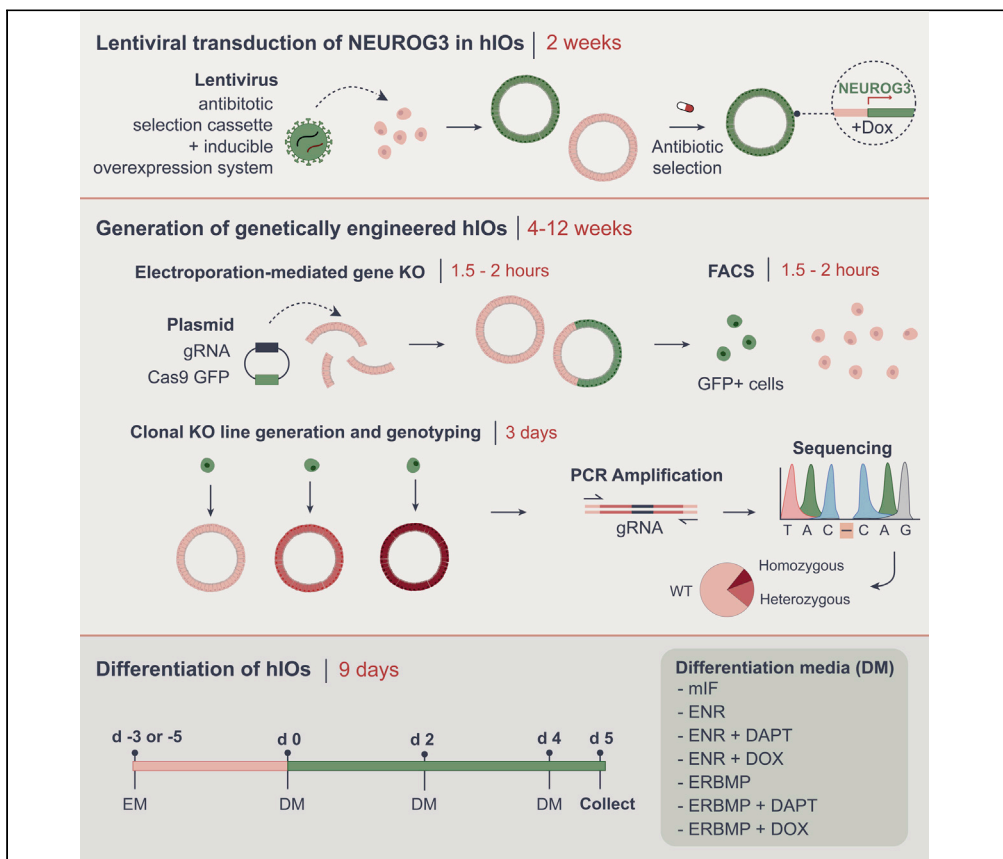 Lentiviral transduction of NEUROG3 in hIOs | 2 weeks
Lentivirus
antibitotic
selection cassette
+ inducible
overexpression system
Antibiotic
selection
NEUROG3
+Dox
Generation of genetically engineered hIOs | 4-12 weeks
Electroporation-mediated gene KO | 1.5 - 2 hours
FACS | 1.5 - 2 hours
Plasmid
gRNA
Cas9 GFP
GFP+ cells
Clonal KO line generation and genotyping | 3 days
PCR Amplification
gRNA
Sequencing
T A C – C A G
WT
Homozygous
Heterozygous
Differentiation of hIOs | 9 days
d -3 or -5
d 0
d 2
d 4
d 5
EM
DM
DM
DM
Collect
Differentiation media (DM)
- mIF
- ENR
- ENR + DAPT
- ENR + DOX
- ERBMP
- ERBMP + DAPT
- ERBMP + DOX